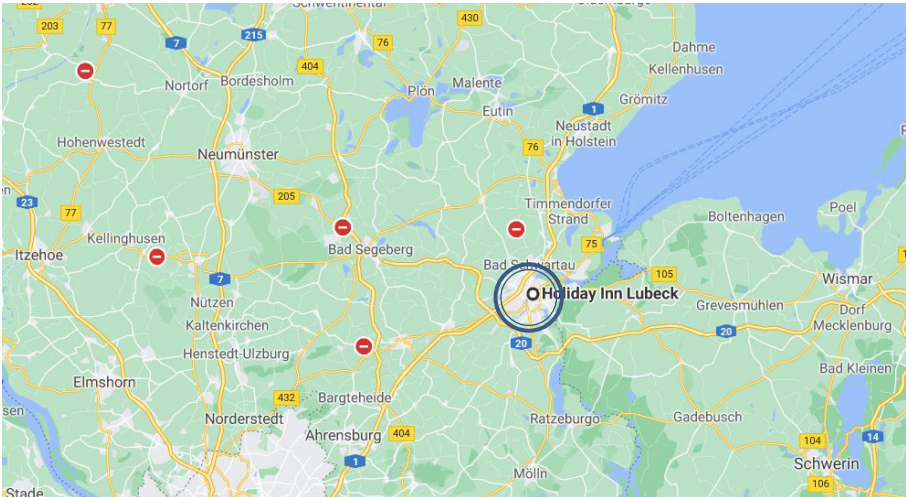 203
77
7
215
76
430
404
Dahme
Kellenhusen
Nortorf
Bordesholm
Plön
Malente
Eutin
1
Grömitz
Neustadt
in Holstein
Hohenwestedt
Neumünster
76
23
77
205
Timmendorfer
Strand
Boltenhagen
Poel
Kellinghusen
Bad Segeberg
75
Itzehoe
Bad Schwartau
105
Wismar
7
Holiday Inn Lubeck
Nützen
Grevesmühlen
Dorf
Mecklenburg
Kaltenkirchen
20
20
Henstedt-Ulzburg
Bad Kleinen
Elmshorn
432
Bargteheide
Norderstedt
Ratzeburgo
Gadebusch
Ahrensburg
404
104
14
1
Mölln
Schwerin
106
Stade